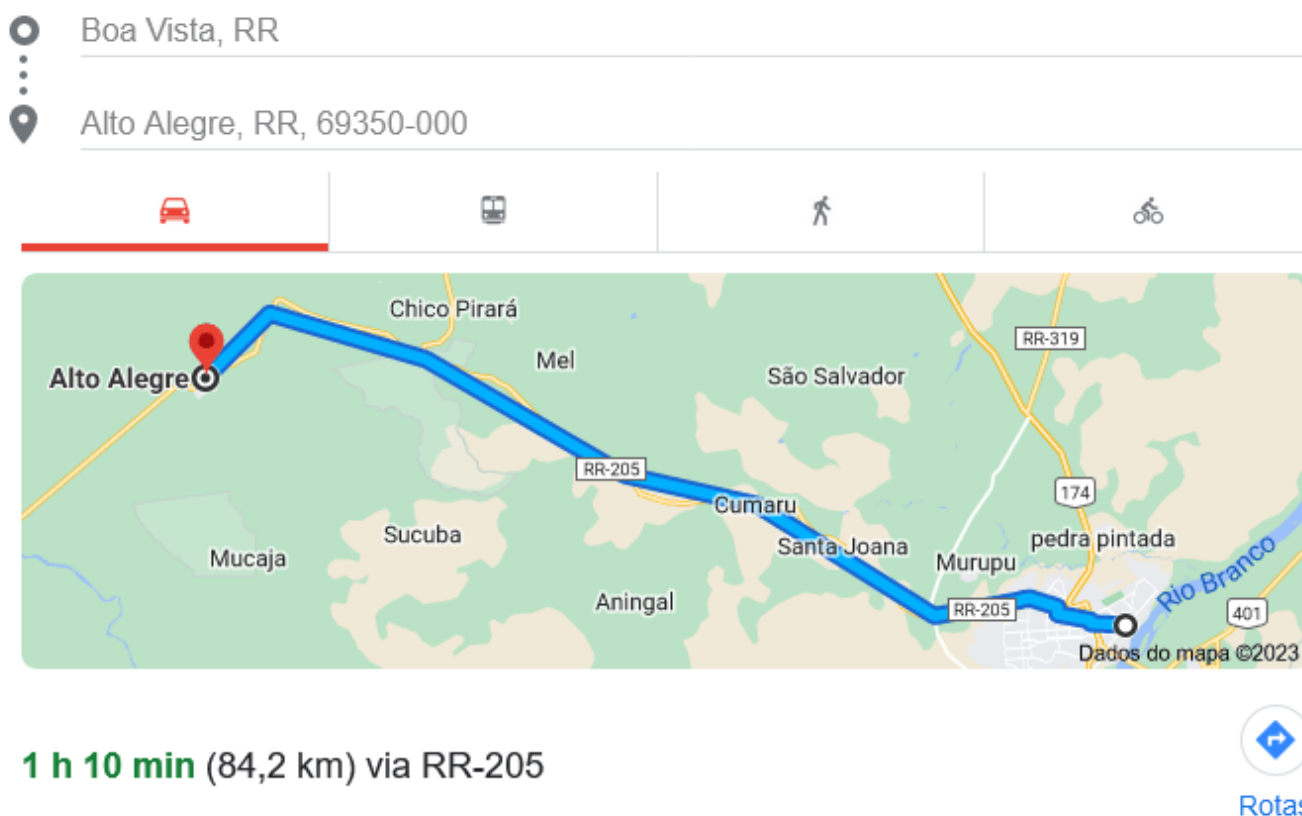 Boa Vista, RR
Alto Alegre, RR, 69350-000
Chico Pirará
RR-319
Mel
Alto Alegre
São Salvador
RR-205
174
Cumaru
Sucuba
pedra pintada
Santa Joana
Mucaja
Murupu
Rio Branco
Aningal
RR-205
401
Dados do mapa ©2023
1 h 10 min (84,2 km) via RR-205
Rotas